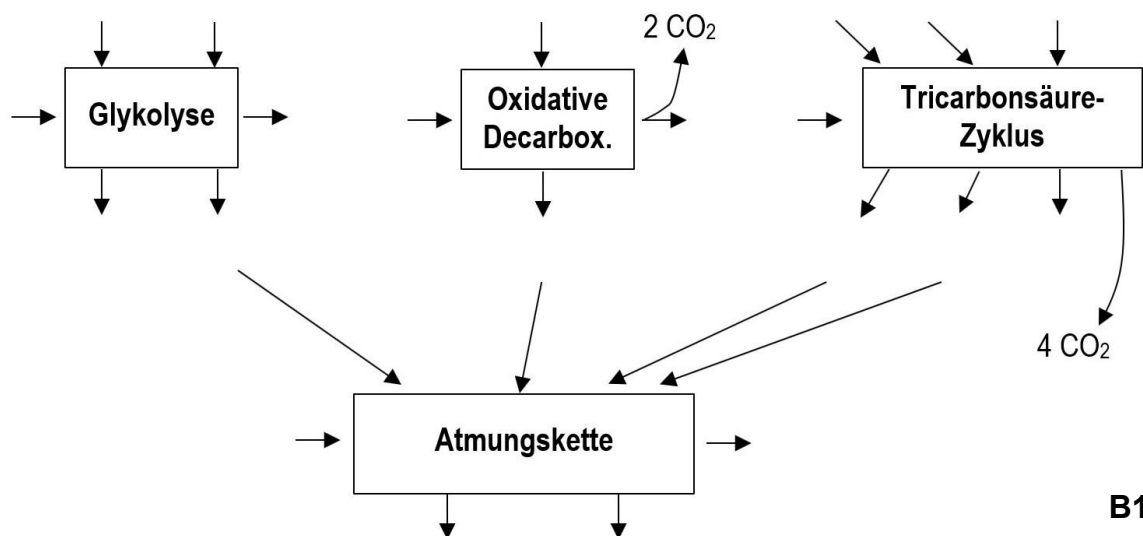 2 CO₂
Glykolyse
Oxidative
Decarbox.
Tricarbonsäure-
Zyklus
4 CO₂
Atmungskette
B1